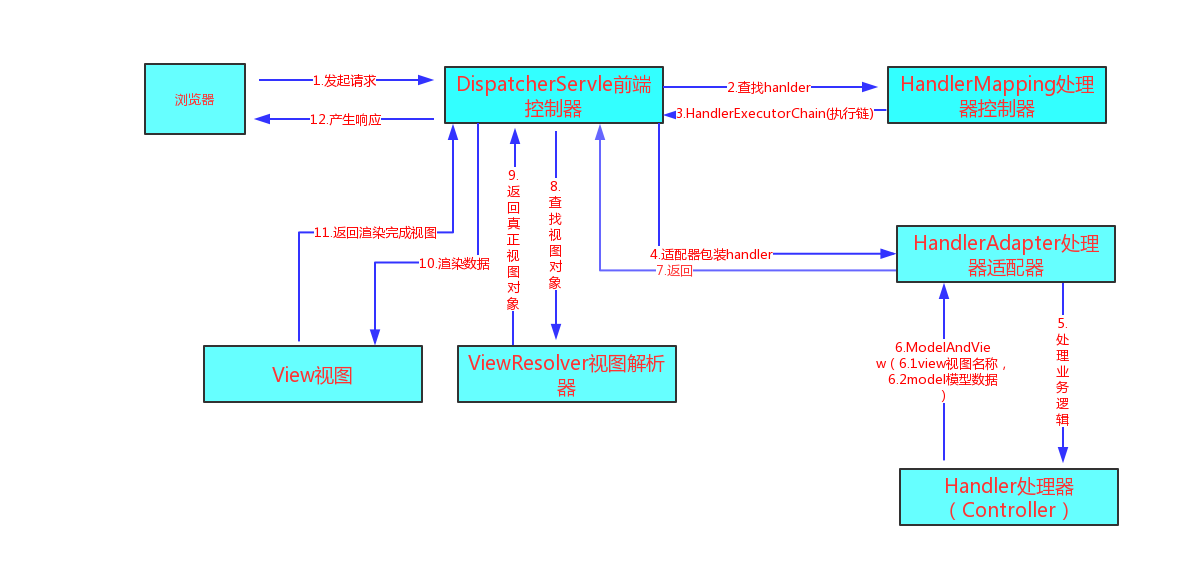 浏览器
1.发起请求
12.产生响应
DispatcherServle前端
控制器
2.查找hanlder
3.HandlerExecutorChain(执行链)
HandlerMapping处理
器控制器
11.返回渲染完成视图
10.渲染数据
9.
返
回
真
正
视
图
对
象
8.
查
找
视
图
对
象
4.适配器包装handler
7.返回
HandlerAdapter处理
器适配器
View视图
ViewResolver视图解析
器
6.ModelAndVie
w（6.1view视图名称，
6.2model模型数据
）
5.
处
理
业
务
逻
辑
Handler处理器
（Controller）